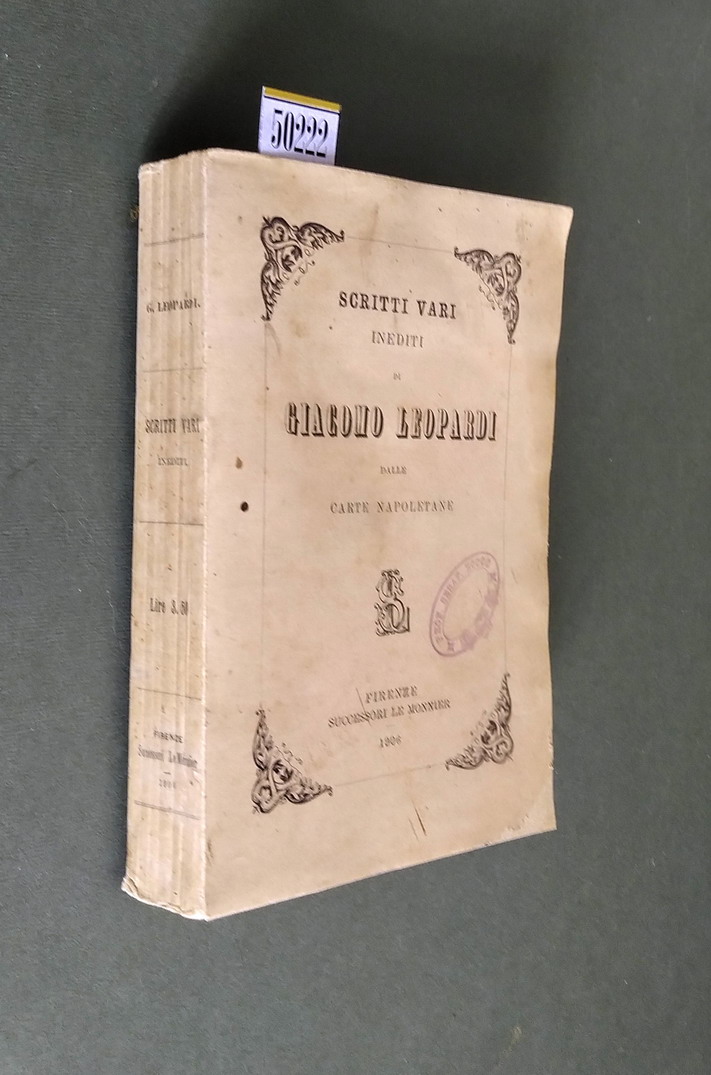 50222
SCRITTI VARI
INEDITI
DI
GIACOMO LEOPARDI
DALLE
CARTE NAPOLETANE
FIRENZE
SUCCESSORI LE MONNIER
1906
G. LEOPARDI.
SCRITTI VARI
INEDITI.
Lire 3.50
FIRENZE
Successori Le Monnier